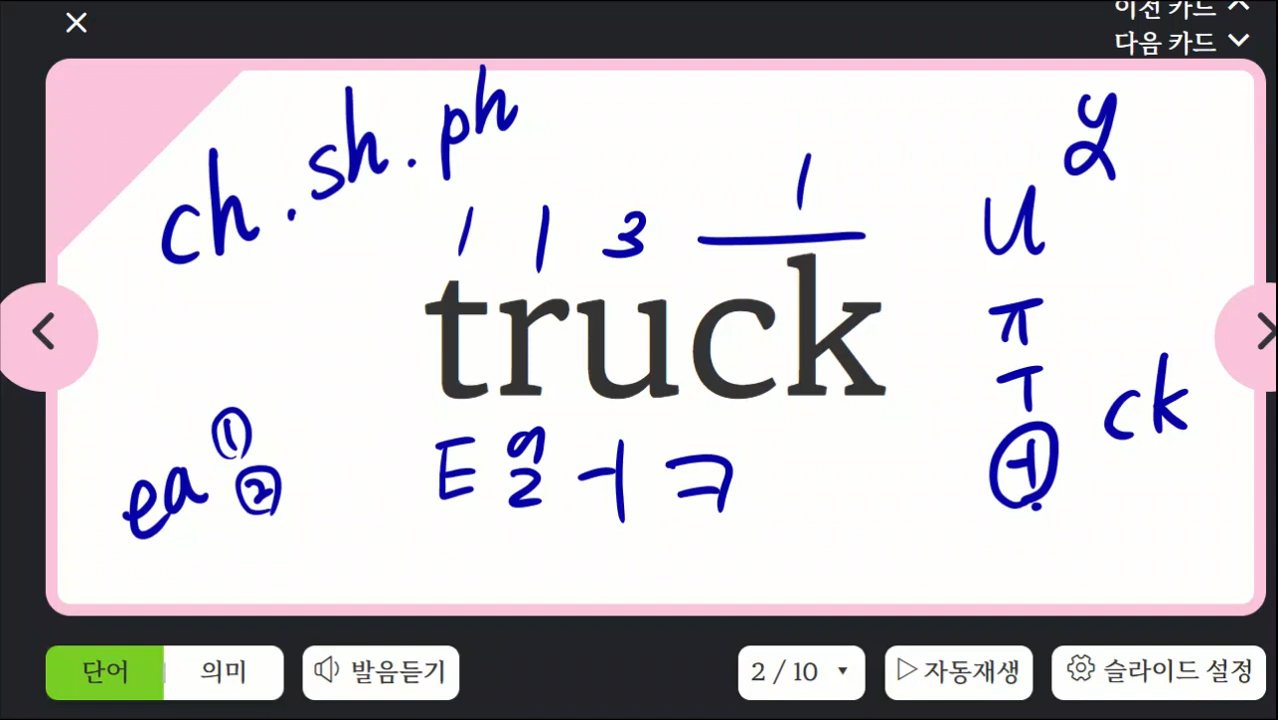 이전 카드
다음 카드
ch . sh . ph
y
1 1 3 1
u
truck
ㅠ
ㅜ
ㅓ
ck
ea ① ②
ㅌ ㄹ ㅓ ㅋ
단어 의미 발음듣기 2 / 10 자동재생 슬라이드 설정